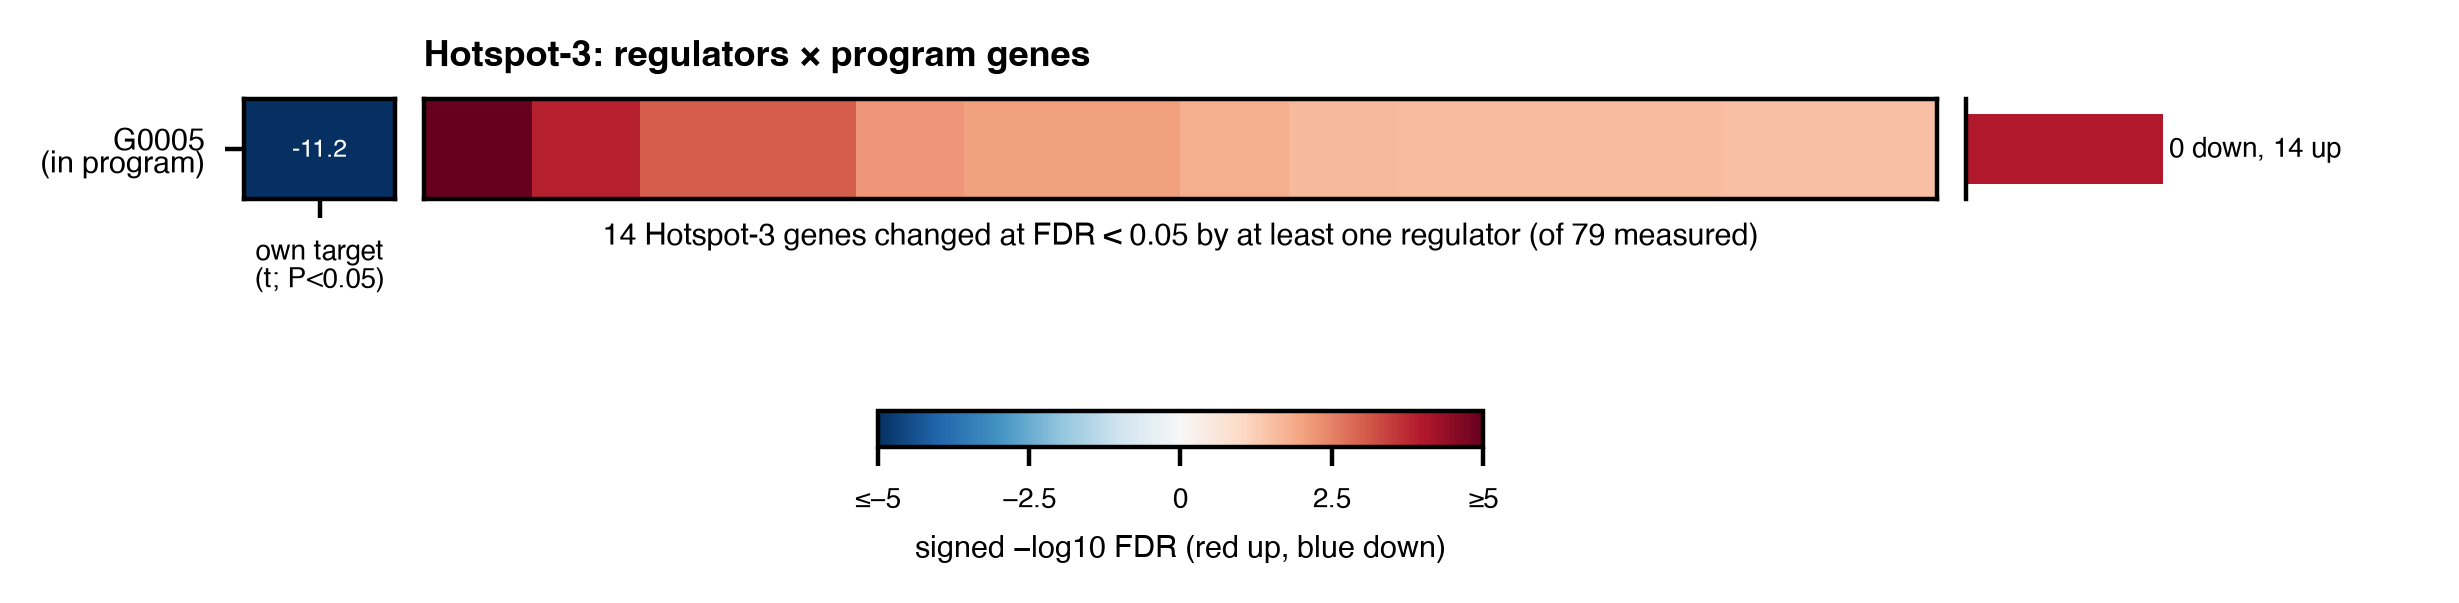 Hotspot-3: regulators × program genes
G0005
(in program)
-11.2
0 down, 14 up
own target
(t; P<0.05)
14 Hotspot-3 genes changed at FDR < 0.05 by at least one regulator (of 79 measured)
≤−5 −2.5 0 2.5 ≥5
signed −log10 FDR (red up, blue down)